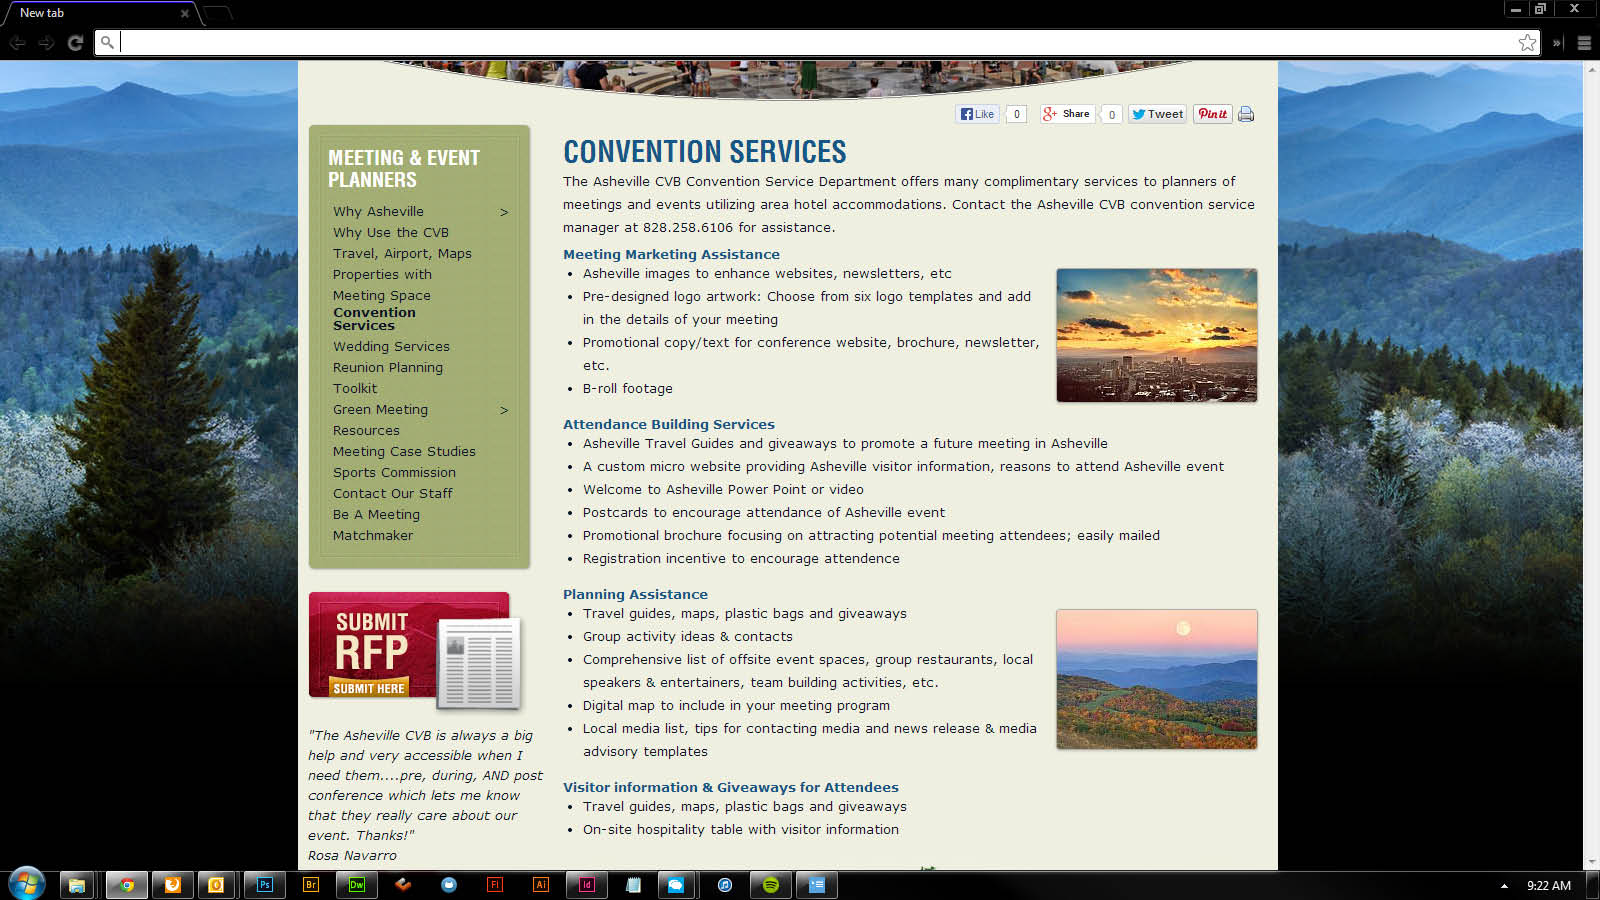 New tab
Like 0 Share 0 Tweet Pin it
MEETING & EVENT
PLANNERS
Why Asheville >
Why Use the CVB
Travel, Airport, Maps
Properties with
Meeting Space
Convention
Services
Wedding Services
Reunion Planning
Toolkit
Green Meeting >
Resources
Meeting Case Studies
Sports Commission
Contact Our Staff
Be A Meeting
Matchmaker
SUBMIT
RFP
SUBMIT HERE
"The Asheville CVB is always a big
help and very accessible when I
need them....pre, during, AND post
conference which lets me know
that they really care about our
event. Thanks!"
Rosa Navarro
CONVENTION SERVICES
The Asheville CVB Convention Service Department offers many complimentary services to planners of
meetings and events utilizing area hotel accommodations. Contact the Asheville CVB convention service
manager at 828.258.6106 for assistance.
Meeting Marketing Assistance
• Asheville images to enhance websites, newsletters, etc
• Pre-designed logo artwork: Choose from six logo templates and add
in the details of your meeting
• Promotional copy/text for conference website, brochure, newsletter,
etc.
• B-roll footage
Attendance Building Services
• Asheville Travel Guides and giveaways to promote a future meeting in Asheville
• A custom micro website providing Asheville visitor information, reasons to attend Asheville event
• Welcome to Asheville Power Point or video
• Postcards to encourage attendance of Asheville event
• Promotional brochure focusing on attracting potential meeting attendees; easily mailed
• Registration incentive to encourage attendence
Planning Assistance
• Travel guides, maps, plastic bags and giveaways
• Group activity ideas & contacts
• Comprehensive list of offsite event spaces, group restaurants, local
speakers & entertainers, team building activities, etc.
• Digital map to include in your meeting program
• Local media list, tips for contacting media and news release & media
advisory templates
Visitor information & Giveaways for Attendees
• Travel guides, maps, plastic bags and giveaways
• On-site hospitality table with visitor information
Ps Br Dw Fl Ai Id 9:22 AM